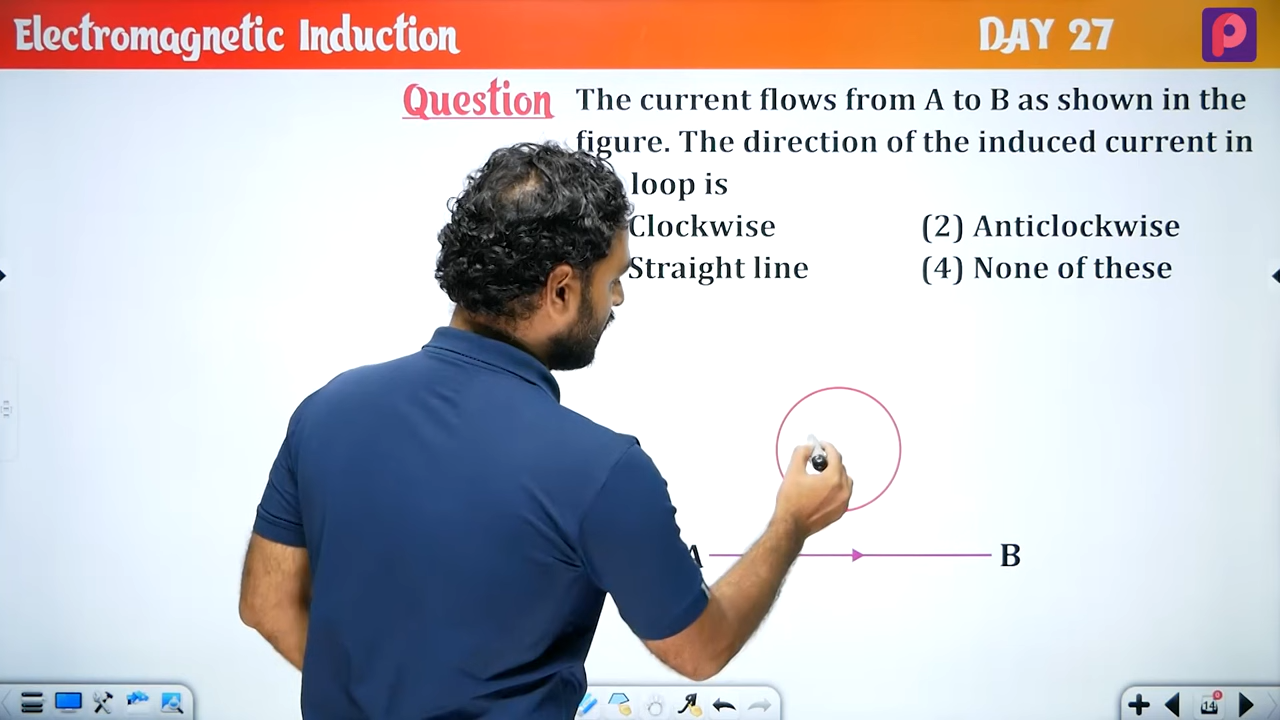 Electromagnetic Induction
DAY 27
Question The current flows from A to B as shown in the
figure. The direction of the induced current in
loop is
Clockwise (2) Anticlockwise
Straight line (4) None of these
A B
14